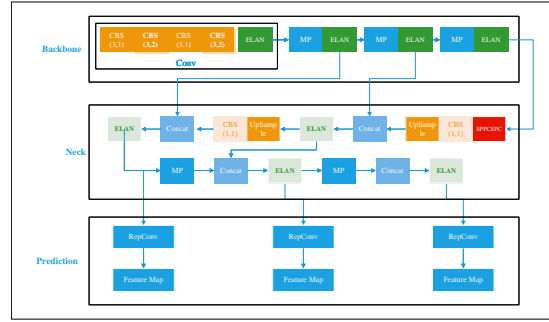 Backbone
CBS
(3,1)
CBS
(3,2)
CBS
(3,1)
CBS
(3,2)
Conv
ELAN
MP
ELAN
MP
ELAN
MP
ELAN
Neck
ELAN
Concat
CBS
(1,1)
UpSamp
le
ELAN
Concat
UpSamp
le
CBS
(1,1)
SPPCSPC
MP
Concat
ELAN
MP
Concat
ELAN
Prediction
RepConv
RepConv
RepConv
Feature Map
Feature Map
Feature Map